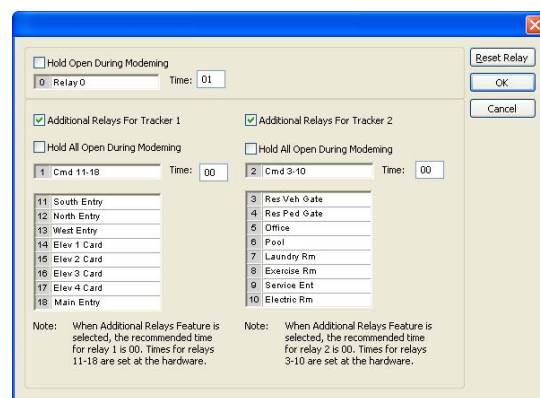 Hold Open During Modeming
0 Relay 0 Time: 01
Reset Relay
OK
Cancel
Additional Relays For Tracker 1
Hold All Open During Modeming
1 Cmd 11-18 Time: 00
11 South Entry
12 North Entry
13 West Entry
14 Elev 1 Card
15 Elev 2 Card
16 Elev 3 Card
17 Elev 4 Card
18 Main Entry
Note: When Additional Relays Feature is
selected, the recommended time
for relay 1 is 00. Times for relays
11-18 are set at the hardware.
Additional Relays For Tracker 2
Hold All Open During Modeming
2 Cmd 3-10 Time: 00
3 Res Veh Gate
4 Res Ped Gate
5 Office
6 Pool
7 Laundry Rm
8 Exercise Rm
9 Service Ent
10 Electric Rm
Note: When Additional Relays Feature is
selected, the recommended time
for relay 2 is 00. Times for relays
3-10 are set at the hardware.